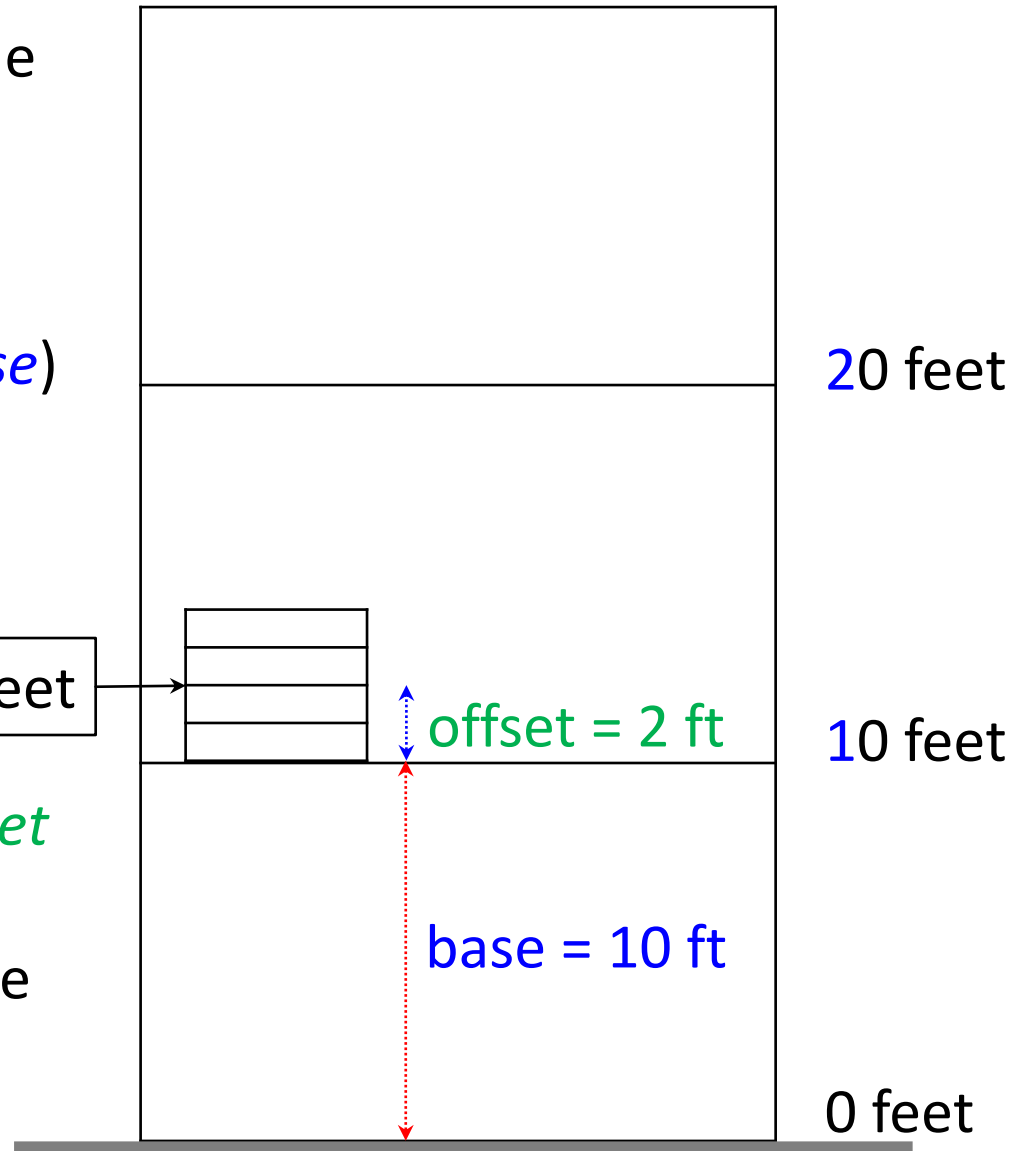 e
se)
20 feet
eet
offset = 2 ft
10 feet
et
base = 10 ft
e
0 feet